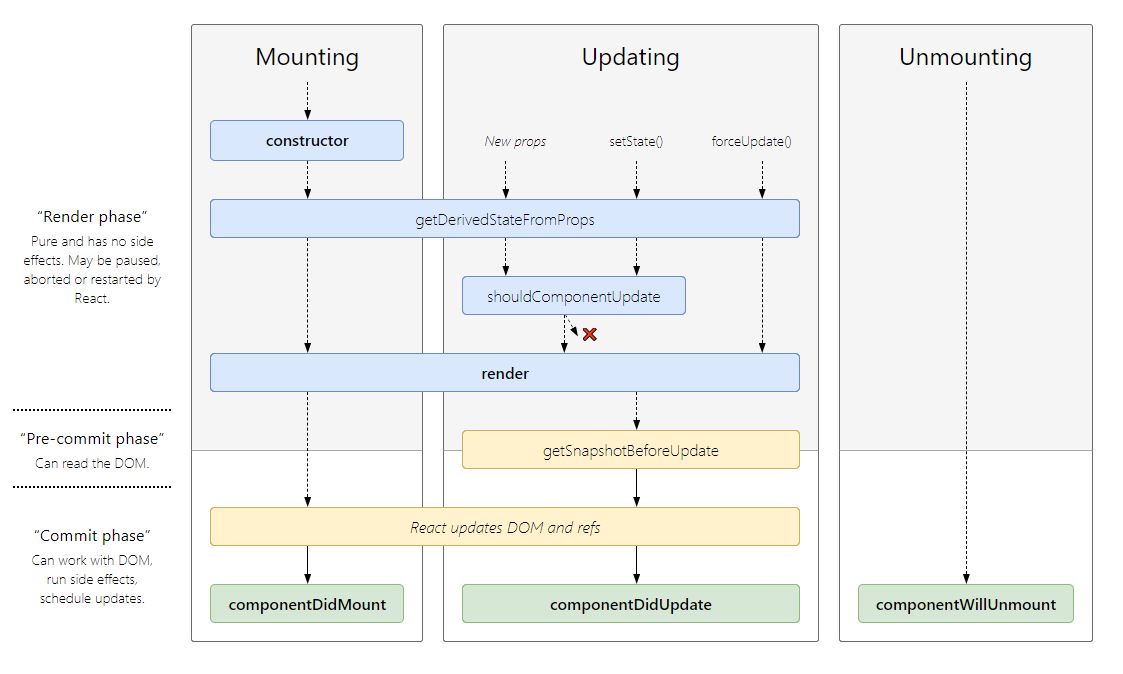 Mounting
Updating
Unmounting
constructor
New props
setState()
forceUpdate()
“Render phase”
Pure and has no side
effects. May be paused,
aborted or restarted by
React.
getDerivedStateFromProps
shouldComponentUpdate
render
“Pre-commit phase”
Can read the DOM.
getSnapshotBeforeUpdate
“Commit phase”
Can work with DOM,
run side effects,
schedule updates.
React updates DOM and refs
componentDidMount
componentDidUpdate
componentWillUnmount